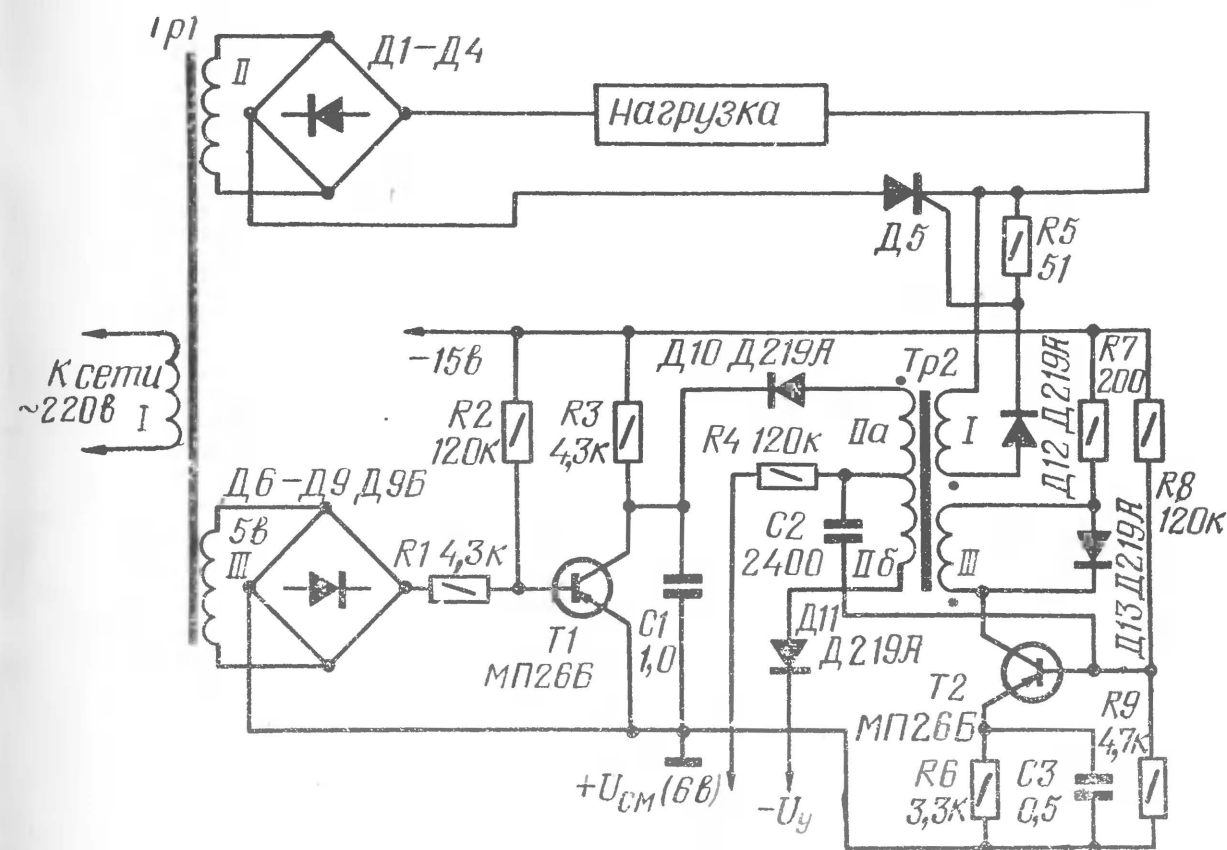 Тр1
II
Д1-Д4
Нагрузка
Д5
R5
51
К сети
~220в
I
-15в
Д10 Д219А
Тр2
R2
120к
R3
4,3к
R4 120к
IIа
I
Д12 Д219А
R7
200
R8
120к
Д6-Д9 Д9Б
5в
III
R1 4,3к
C2
2400
IIб
III
Д13 Д219А
T1
МП26Б
C1
1,0
Д11
Д219А
T2
МП26Б
R9
4,7к
+Uсм(6в)
-Uу
R6
3,3к
C3
0,5